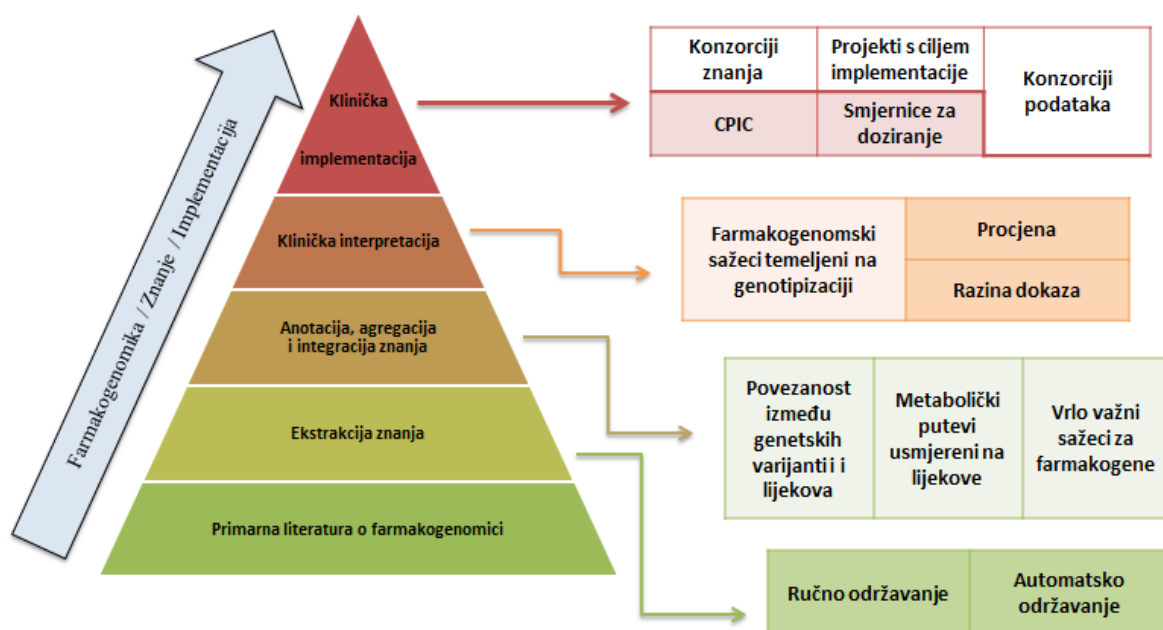 Farmakogenomika / Znanje / Implementacija
Klinička
implementacija
Klinička interpretacija
Anotacija, agregacija
i integracija znanja
Ekstrakcija znanja
Primarna literatura o farmakogenomici
Konzorciji
znanja
Projekti s ciljem
implementacije
Konzorciji
podataka
CPIC
Smjernice za
doziranje
Farmakogenomski
sažeci temeljeni na
genotipizaciji
Procjena
Razina dokaza
Povezanost
između
genetskih
varijanti i i
lijekova
Metabolički
putevi
usmjereni na
lijekove
Vrlo važni
sažeci za
farmakogene
Ručno održavanje
Automatsko
održavanje